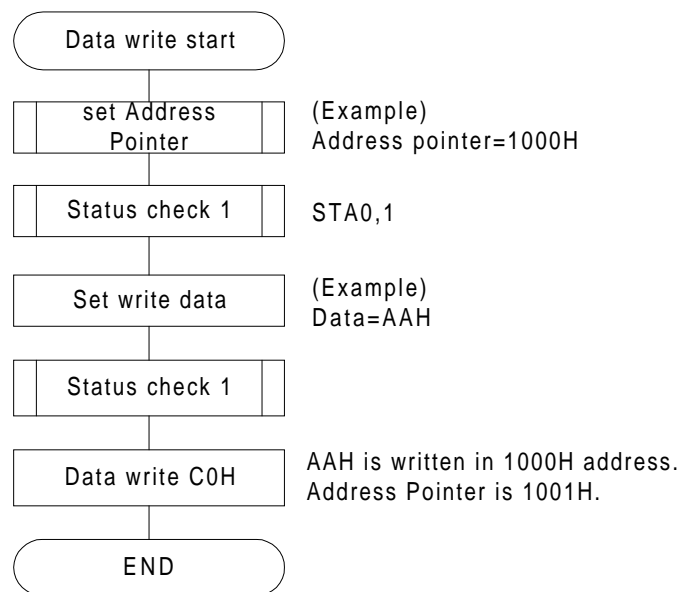 Data write start
set Address
Pointer
(Example)
Address pointer=1000H
Status check 1
STA0,1
Set write data
(Example)
Data=AAH
Status check 1
Data write C0H
AAH is written in 1000H address.
Address Pointer is 1001H.
END